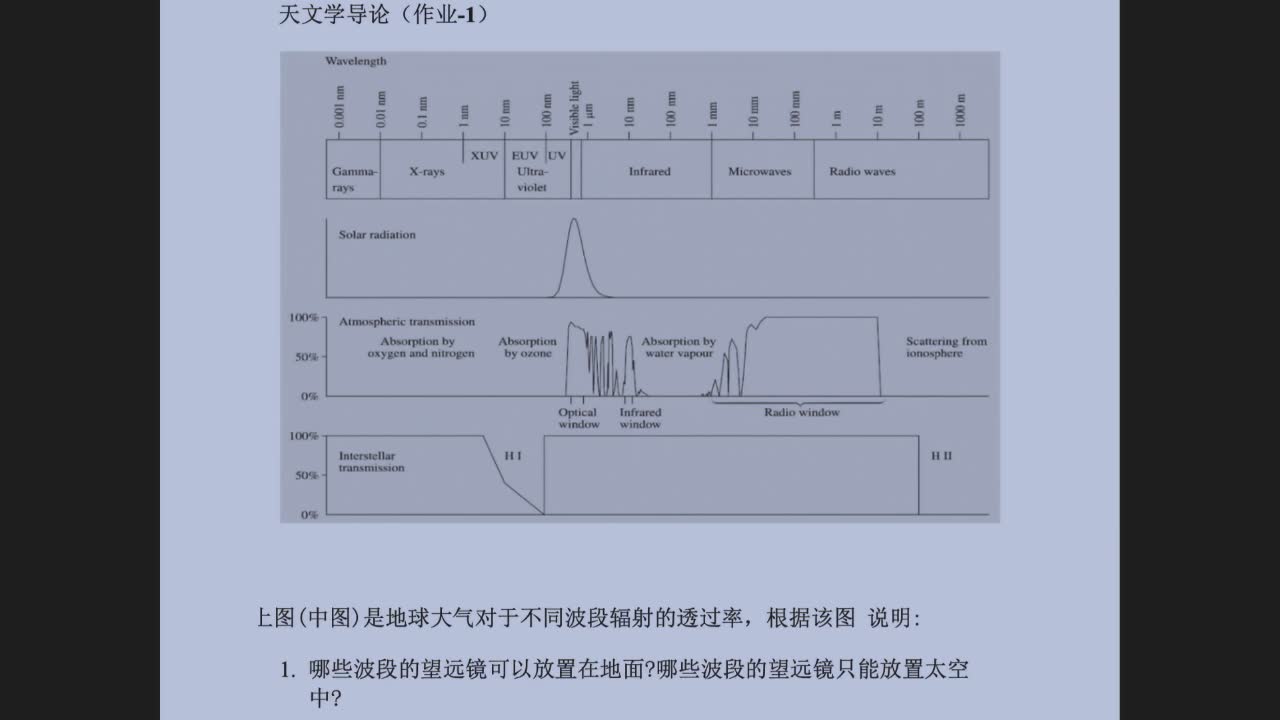 天文学导论（作业-1）
Wavelength
0.001 nm 0.01 nm 0.1 nm 1 nm 10 nm 100 nm Visible light 1 μm 10 nm 100 nm 1 mm 10 mm 100 mm 1 m 10 m 100 m 1000 m
XUV EUV UV
Gamma- X-rays Ultra- Infrared Microwaves Radio waves
rays violet
Solar radiation
100% Atmospheric transmission
Absorption by Absorption Absorption by Scattering from
oxygen and nitrogen by ozone water vapour ionosphere
50%
0%
Optical Infrared Radio window
window window
100%
Interstellar H I H II
transmission
50%
0%
上图(中图)是地球大气对于不同波段辐射的透过率，根据该图 说明:
1. 哪些波段的望远镜可以放置在地面?哪些波段的望远镜只能放置太空
中?